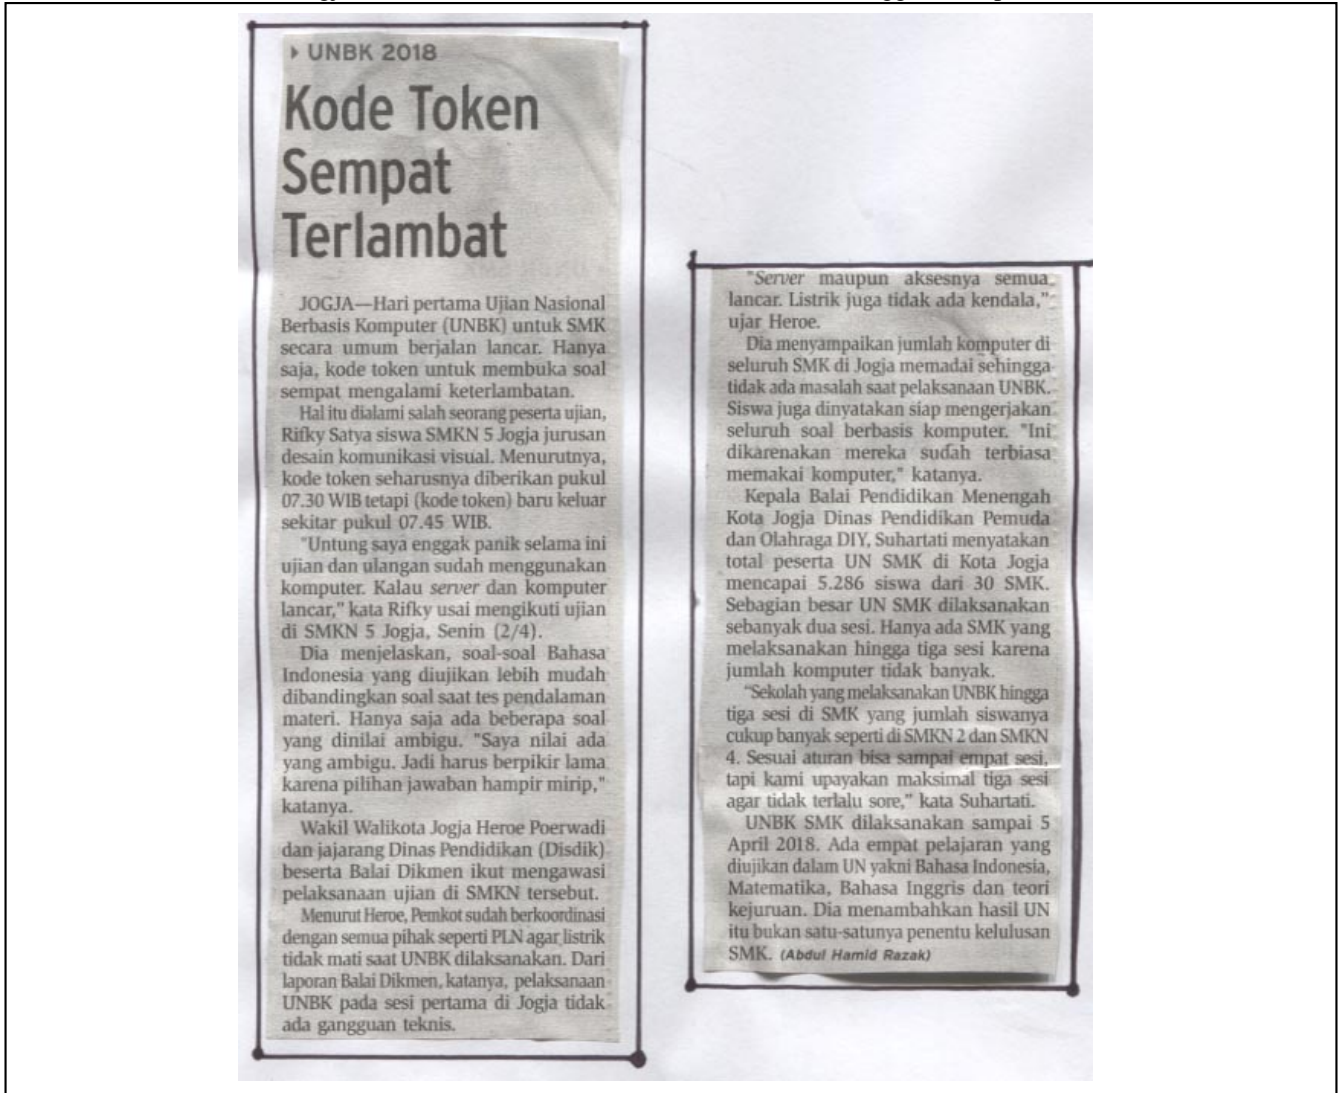 UNBK 2018
Kode Token
Sempat
Terlambat
JOGJA—Hari pertama Ujian Nasional
Berbasis Komputer (UNBK) untuk SMK
secara umum berjalan lancar. Hanya
saja, kode token untuk membuka soal
sempat mengalami keterlambatan.
Hal itu dialami salah seorang peserta ujian,
Rifky Satya siswa SMKN 5 Jogja jurusan
desain komunikasi visual. Menurutnya,
kode token seharusnya diberikan pukul
07.30 WIB tetapi (kode token) baru keluar
sekitar pukul 07.45 WIB.
"Untung saya enggak panik selama ini
ujian dan ulangan sudah menggunakan
komputer. Kalau server dan komputer
lancar," kata Rifky usai mengikuti ujian
di SMKN 5 Jogja, Senin (2/4).
Dia menjelaskan, soal-soal Bahasa
Indonesia yang diujikan lebih mudah
dibandingkan soal saat tes pendalaman
materi. Hanya saja ada beberapa soal
yang dinilai ambigu. "Saya nilai ada
yang ambigu. Jadi harus berpikir lama
karena pilihan jawaban hampir mirip,"
katanya.
Wakil Walikota Jogja Heroe Poerwadi
dan jajarang Dinas Pendidikan (Disdik)
beserta Balai Dikmen ikut mengawasi
pelaksanaan ujian di SMKN tersebut.
Menurut Heroe, Pemkot sudah berkoordinasi
dengan semua pihak seperti PLN agar listrik
tidak mati saat UNBK dilaksanakan. Dari
laporan Balai Dikmen, katanya, pelaksanaan
UNBK pada sesi pertama di Jogja tidak
ada gangguan teknis.
"Server maupun aksesnya semua
lancar. Listrik juga tidak ada kendala,"
ujar Heroe.
Dia menyampaikan jumlah komputer di
seluruh SMK di Jogja memadai sehingga
tidak ada masalah saat pelaksanaan UNBK.
Siswa juga dinyatakan siap mengerjakan
seluruh soal berbasis komputer. "Ini
dikarenakan mereka sudah terbiasa
memakai komputer," katanya.
Kepala Balai Pendidikan Menengah
Kota Jogja Dinas Pendidikan Pemuda
dan Olahraga DIY, Suhartati menyatakan
total peserta UN SMK di Kota Jogja
mencapai 5.286 siswa dari 30 SMK.
Sebagian besar UN SMK dilaksanakan
sebanyak dua sesi. Hanya ada SMK yang
melaksanakan hingga tiga sesi karena
jumlah komputer tidak banyak.
"Sekolah yang melaksanakan UNBK hingga
tiga sesi di SMK yang jumlah siswanya
cukup banyak seperti di SMKN 2 dan SMKN
4. Sesuai aturan bisa sampai empat sesi,
tapi kami upayakan maksimal tiga sesi
agar tidak terlalu sore," kata Suhartati.
UNBK SMK dilaksanakan sampai 5
April 2018. Ada empat pelajaran yang
diujikan dalam UN yakni Bahasa Indonesia,
Matematika, Bahasa Inggris dan teori
kejuruan. Dia menambahkan hasil UN
itu bukan satu-satunya penentu kelulusan
SMK. (Abdul Hamid Razak)